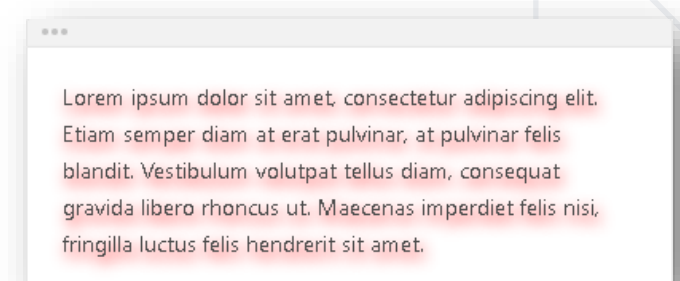 Lorem ipsum dolor sit amet, consectetur adipiscing elit.
Etiam semper diam at erat pulvinar, at pulvinar felis
blandit. Vestibulum volutpat tellus diam, consequat
gravida libero rhoncus ut. Maecenas imperdiet felis nisi,
fringilla luctus felis hendrerit sit amet.